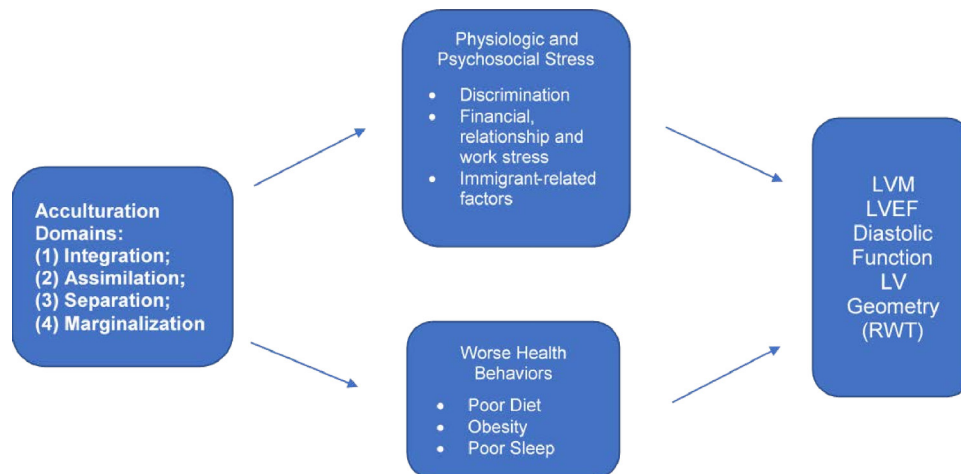 Acculturation
Domains:
(1) Integration;
(2) Assimilation;
(3) Separation;
(4) Marginalization
Physiologic and
Psychosocial Stress
• Discrimination
• Financial,
relationship and
work stress
• Immigrant-related
factors
Worse Health
Behaviors
• Poor Diet
• Obesity
• Poor Sleep
LVM
LVEF
Diastolic
Function
LV
Geometry
(RWT)